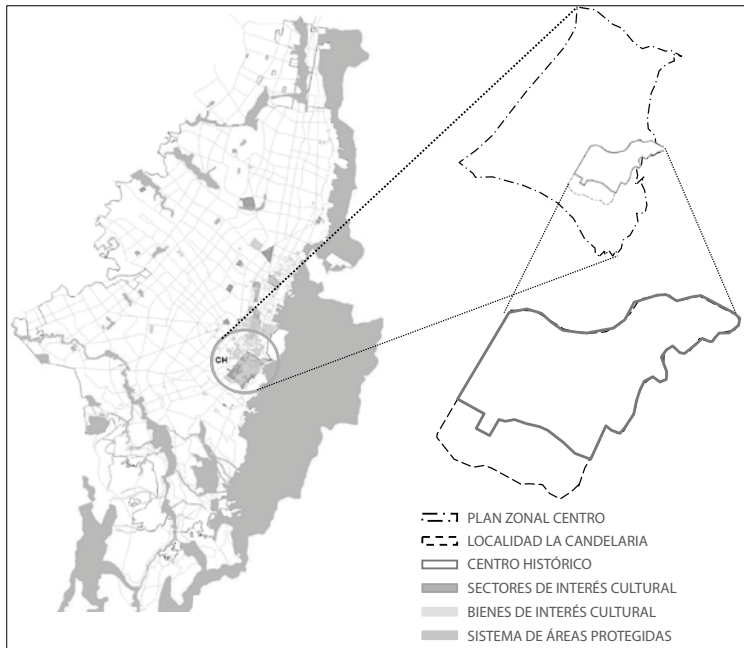 CH
PLAN ZONAL CENTRO
LOCALIDAD LA CANDELARIA
CENTRO HISTÓRICO
SECTORES DE INTERÉS CULTURAL
BIENES DE INTERÉS CULTURAL
SISTEMA DE ÁREAS PROTEGIDAS